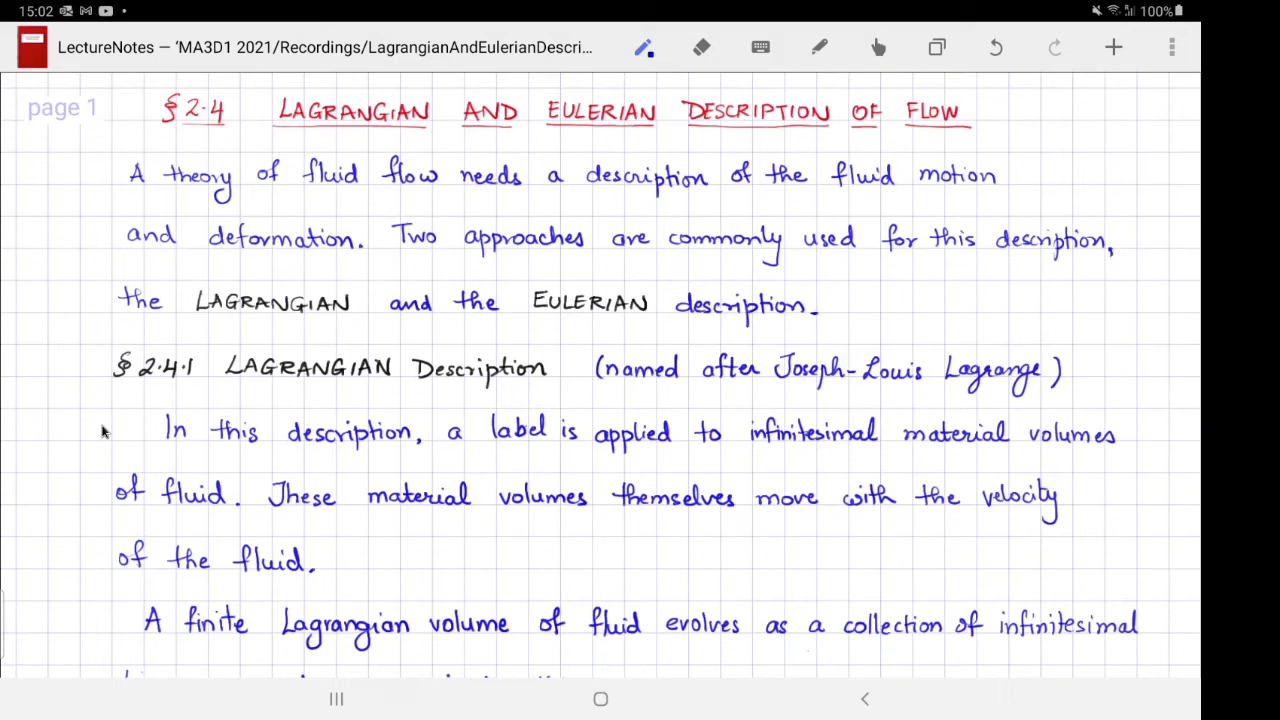 15:02
100%
LectureNotes — ‘MA3D1 2021/Recordings/LagrangianAndEulerianDescri...
page 1
§ 2.4 LAGRANGIAN AND EULERIAN DESCRIPTION OF FLOW
A theory of fluid flow needs a description of the fluid motion
and deformation. Two approaches are commonly used for this description,
the LAGRANGIAN and the EULERIAN description.
§ 2.4.1 LAGRANGIAN Description (named after Joseph-Louis Lagrange)
In this description, a label is applied to infinitesimal material volumes
of fluid. These material volumes themselves move with the velocity
of the fluid.
A finite Lagrangian volume of fluid evolves as a collection of infinitesimal